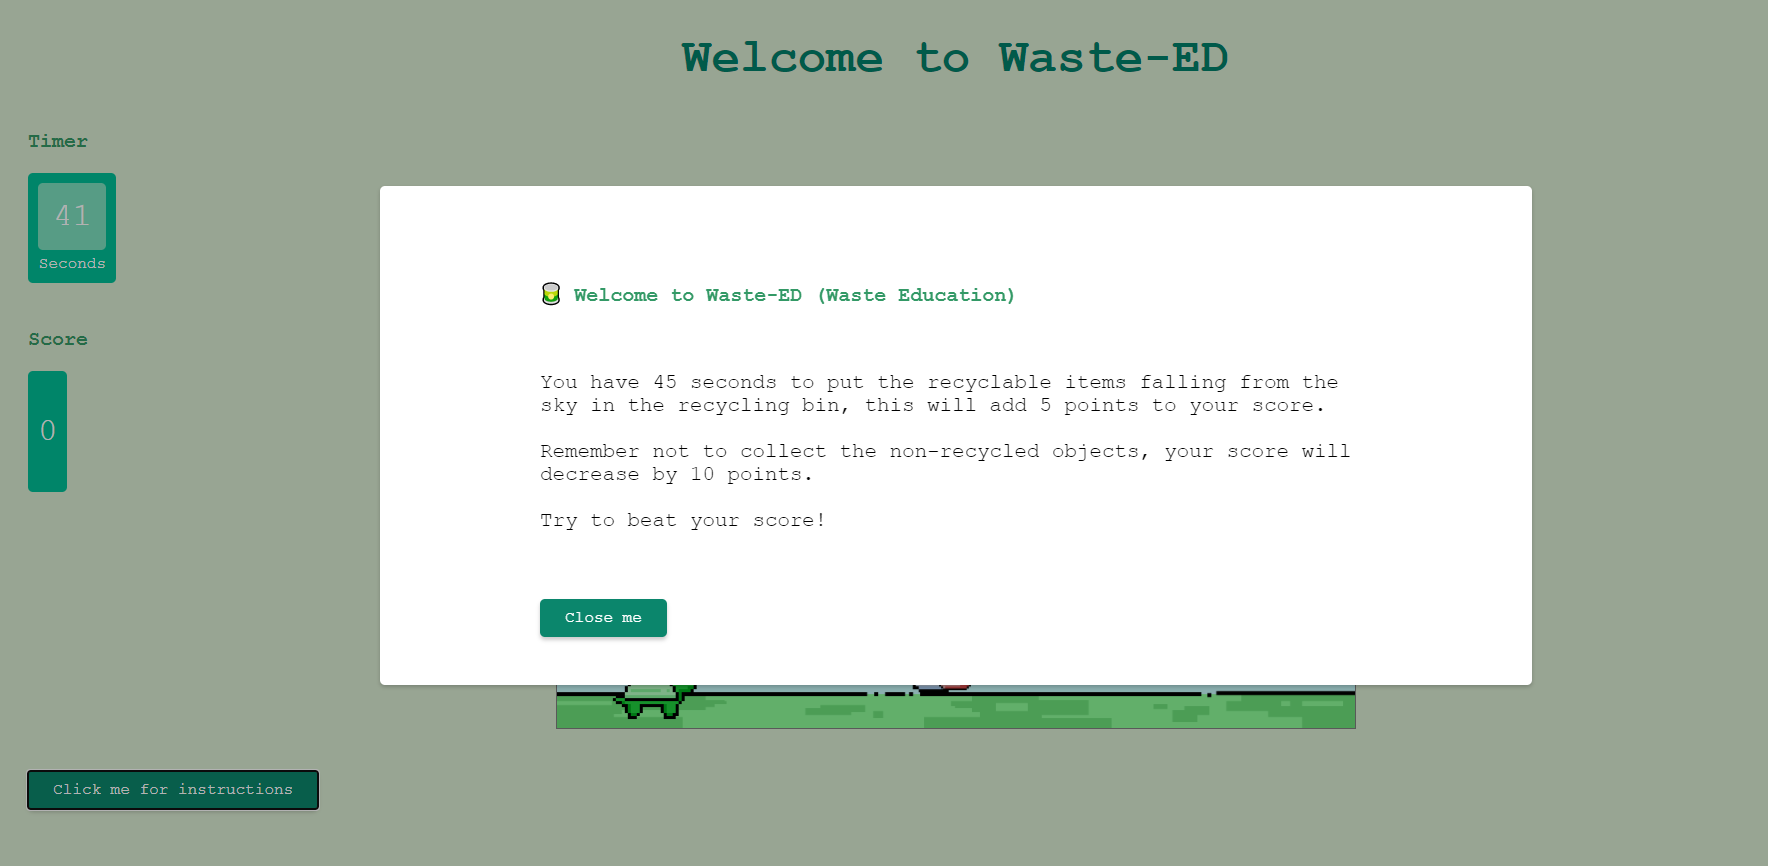 Welcome to Waste-ED
Timer
41
Seconds
Score
0
Welcome to Waste-ED (Waste Education)
You have 45 seconds to put the recyclable items falling from the
sky in the recycling bin, this will add 5 points to your score.
Remember not to collect the non-recycled objects, your score will
decrease by 10 points.
Try to beat your score!
Close me
Click me for instructions